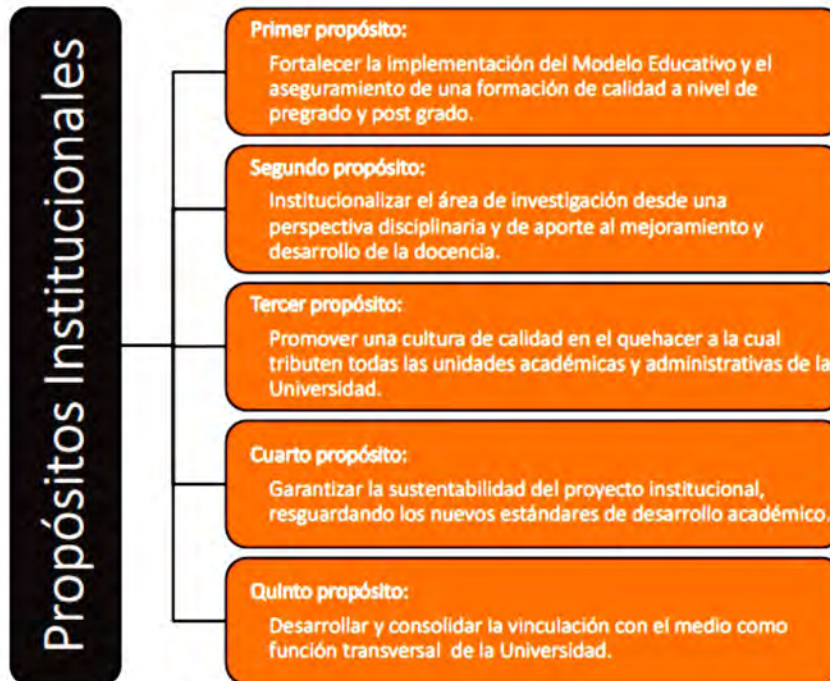 Propósitos Institucionales
Primer propósito:
Fortalecer la implementación del Modelo Educativo y el
aseguramiento de una formación de calidad a nivel de
pregrado y post grado.
Segundo propósito:
Institucionalizar el área de investigación desde una
perspectiva disciplinaria y de aporte al mejoramiento y
desarrollo de la docencia.
Tercer propósito:
Promover una cultura de calidad en el quehacer a la cual
tributen todas las unidades académicas y administrativas de la
Universidad.
Cuarto propósito:
Garantizar la sustentabilidad del proyecto institucional,
resguardando los nuevos estándares de desarrollo académico.
Quinto propósito:
Desarrollar y consolidar la vinculación con el medio como
función transversal de la Universidad.